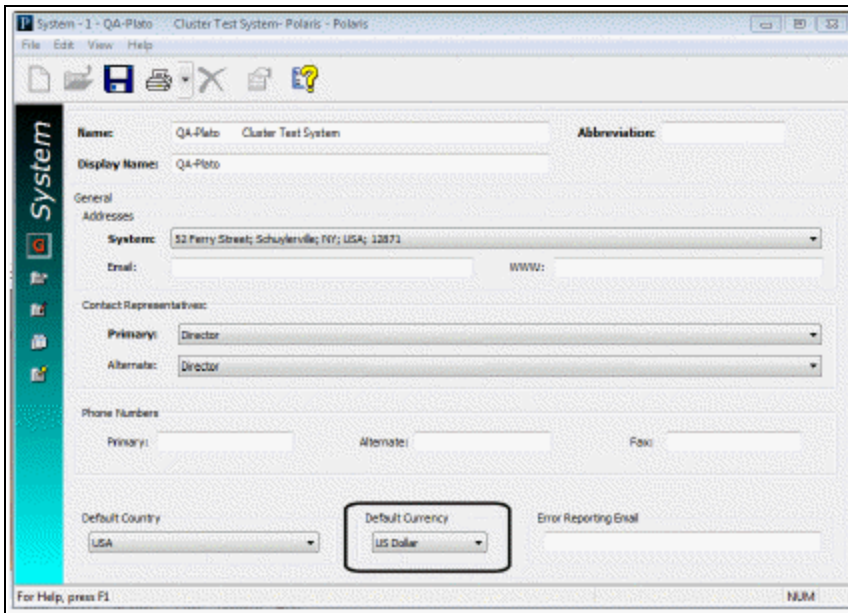 System - 1 - QA-Plato Cluster Test System- Polaris - Polaris
File Edit View Help
System
Name: QA-Plato Cluster Test System Abbreviation:
Display Name: QA-Plato
General
Addresses
System: 52 Ferry Street; Schuylerville; NY; USA; 12871
Email: WWW:
Contact Representatives:
Primary: Director
Alternate: Director
Phone Numbers
Primary: Alternate: Fax:
Default Country Default Currency Error Reporting Email
USA US Dollar
For Help, press F1 NUM